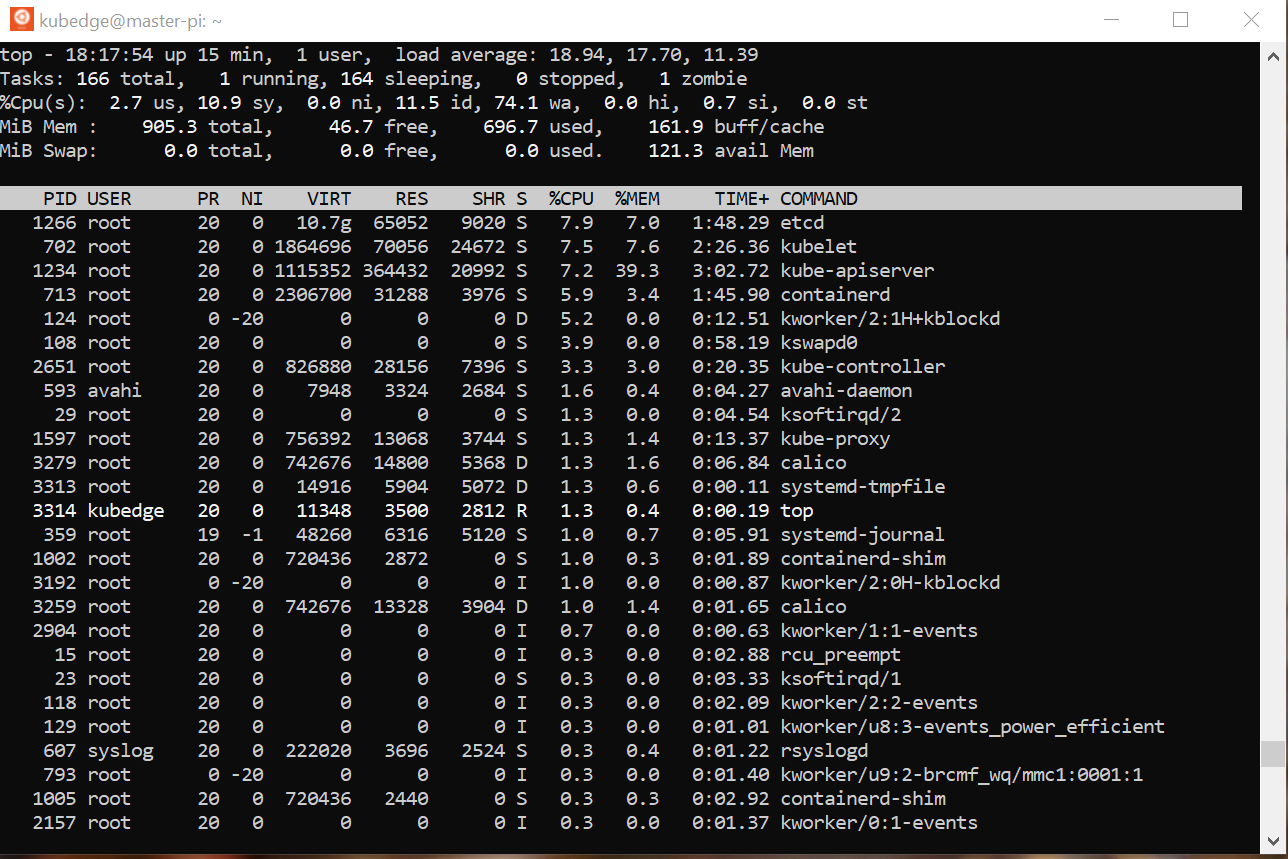 kubedge@master-pi: ~
top - 18:17:54 up 15 min,  1 user,  load average: 18.94, 17.70, 11.39
Tasks: 166 total,   1 running, 164 sleeping,   0 stopped,   1 zombie
%Cpu(s):  2.7 us, 10.9 sy,  0.0 ni, 11.5 id, 74.1 wa,  0.0 hi,  0.7 si,  0.0 st
MiB Mem :    905.3 total,     46.7 free,    696.7 used,    161.9 buff/cache
MiB Swap:      0.0 total,      0.0 free,      0.0 used.    121.3 avail Mem
    PID USER      PR  NI    VIRT    RES    SHR S  %CPU  %MEM     TIME+ COMMAND
   1266 root      20   0   10.7g  65052   9020 S   7.9   7.0   1:48.29 etcd
    702 root      20   0 1864696  70056  24672 S   7.5   7.6   2:26.36 kubelet
   1234 root      20   0 1115352 364432  20992 S   7.2  39.3   3:02.72 kube-apiserver
    713 root      20   0 2306700  31288   3976 S   5.9   3.4   1:45.90 containerd
    124 root       0 -20       0      0      0 D   5.2   0.0   0:12.51 kworker/2:1H+kblockd
    108 root      20   0       0      0      0 S   3.9   0.0   0:58.19 kswapd0
   2651 root      20   0  826880  28156   7396 S   3.3   3.0   0:20.35 kube-controller
    593 avahi     20   0    7948   3324   2684 S   1.6   0.4   0:04.27 avahi-daemon
     29 root      20   0       0      0      0 S   1.3   0.0   0:04.54 ksoftirqd/2
   1597 root      20   0  756392  13068   3744 S   1.3   1.4   0:13.37 kube-proxy
   3279 root      20   0  742676  14800   5368 D   1.3   1.6   0:06.84 calico
   3313 root      20   0   14916   5904   5072 D   1.3   0.6   0:00.11 systemd-tmpfile
   3314 kubedge   20   0   11348   3500   2812 R   1.3   0.4   0:00.19 top
    359 root      19  -1   48260   6316   5120 S   1.0   0.7   0:05.91 systemd-journal
   1002 root      20   0  720436   2872      0 S   1.0   0.3   0:01.89 containerd-shim
   3192 root       0 -20       0      0      0 I   1.0   0.0   0:00.87 kworker/2:0H-kblockd
   3259 root      20   0  742676  13328   3904 D   1.0   1.4   0:01.65 calico
   2904 root      20   0       0      0      0 I   0.7   0.0   0:00.63 kworker/1:1-events
     15 root      20   0       0      0      0 I   0.3   0.0   0:02.88 rcu_preempt
     23 root      20   0       0      0      0 S   0.3   0.0   0:03.33 ksoftirqd/1
    118 root      20   0       0      0      0 I   0.3   0.0   0:02.09 kworker/2:2-events
    129 root      20   0       0      0      0 I   0.3   0.0   0:01.01 kworker/u8:3-events_power_efficient
    607 syslog    20   0  222020   3696   2524 S   0.3   0.4   0:01.22 rsyslogd
    793 root       0 -20       0      0      0 I   0.3   0.0   0:01.40 kworker/u9:2-brcmf_wq/mmc1:0001:1
   1005 root      20   0  720436   2440      0 S   0.3   0.3   0:02.92 containerd-shim
   2157 root      20   0       0      0      0 I   0.3   0.0   0:01.37 kworker/0:1-events